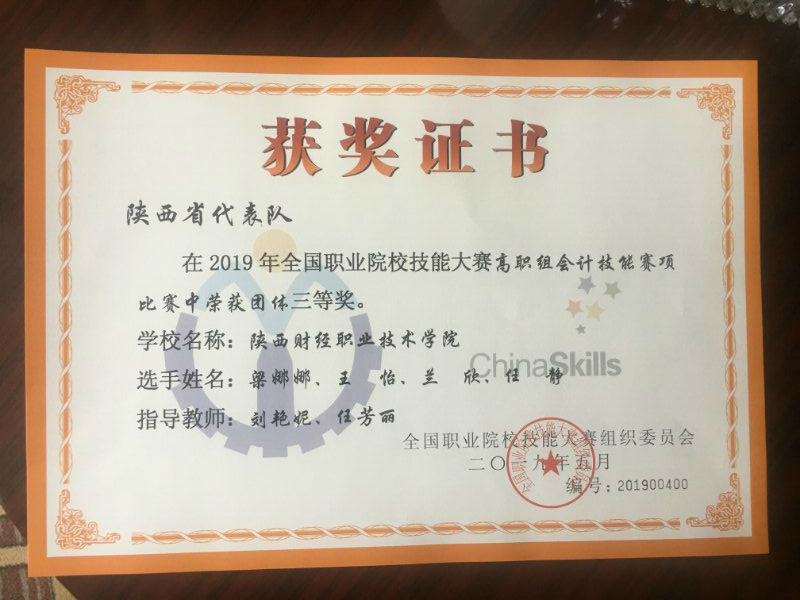 获奖证书
陕西省代表队
在2019年全国职业院校技能大赛高职组会计技能赛项
比赛中荣获团体三等奖。
学校名称：陕西财经职业技术学院
ChinaSkills
选手姓名：梁娜娜、王 怡、兰 欣、任 静
指导教师：刘艳妮、任芳丽
全国职业院校技能大赛组织委员会
二〇一九年五月
编号：201900400